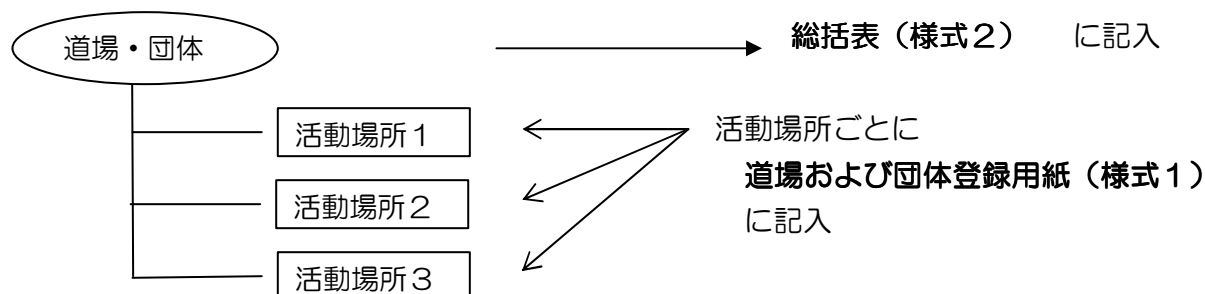 道場・団体
総括表（様式２） に記入
活動場所１
活動場所ごとに
道場および団体登録用紙（様式１）
活動場所２
に記入
活動場所３